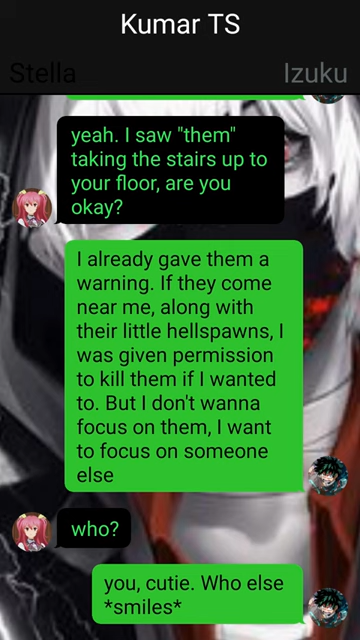 Kumar TS
Stella Izuku
yeah. I saw "them"
taking the stairs up to
your floor, are you
okay?
I already gave them a
warning. If they come
near me, along with
their little hellspawns, I
was given permission
to kill them if I wanted
to. But I don't wanna
focus on them, I want
to focus on someone
else
who?
you, cutie. Who else
*smiles*